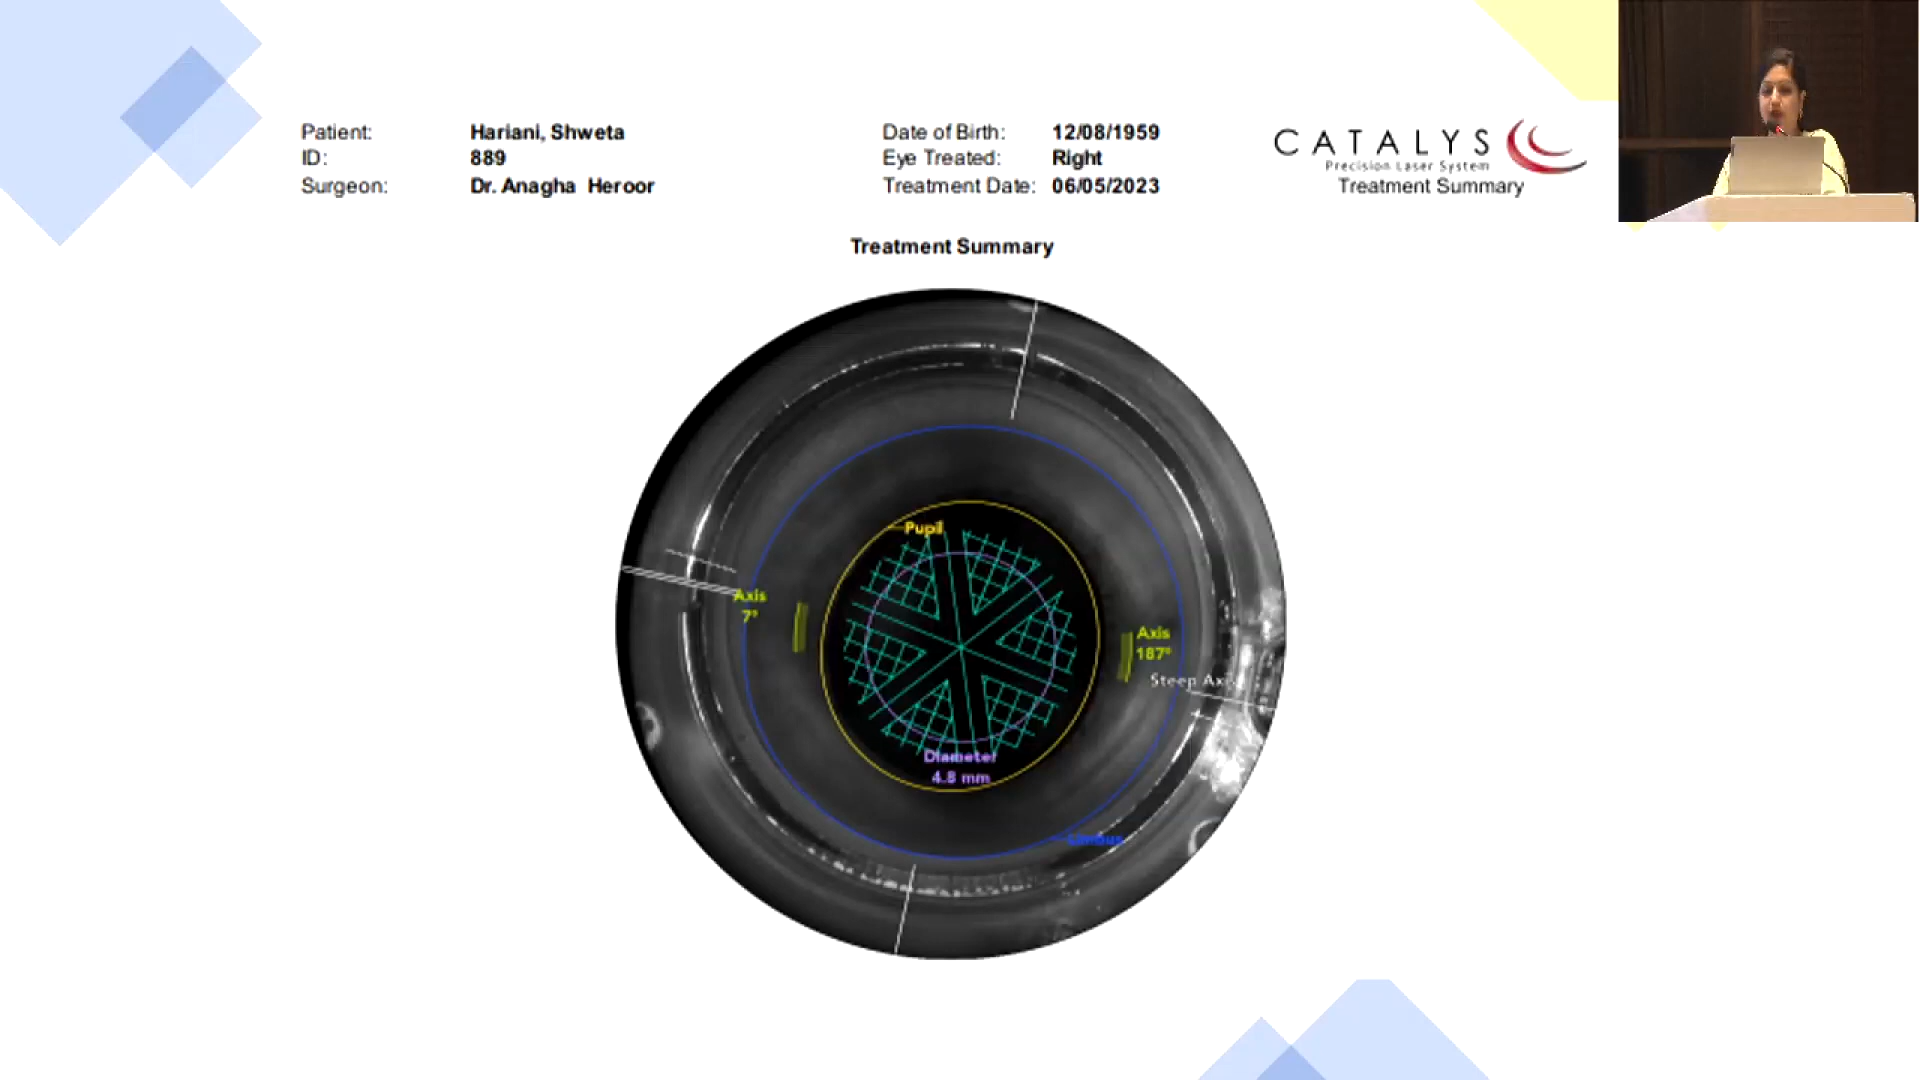 Patient: Hariani, Shweta Date of Birth: 12/08/1959
ID: 889 Eye Treated: Right
Surgeon: Dr. Anagha Heroor Treatment Date: 06/05/2023
CATALYS
Precision Laser System
Treatment Summary
Treatment Summary
Pupil
Axis
7°
Axis
187°
Steep Axis
Diameter
4.8 mm
Limbus